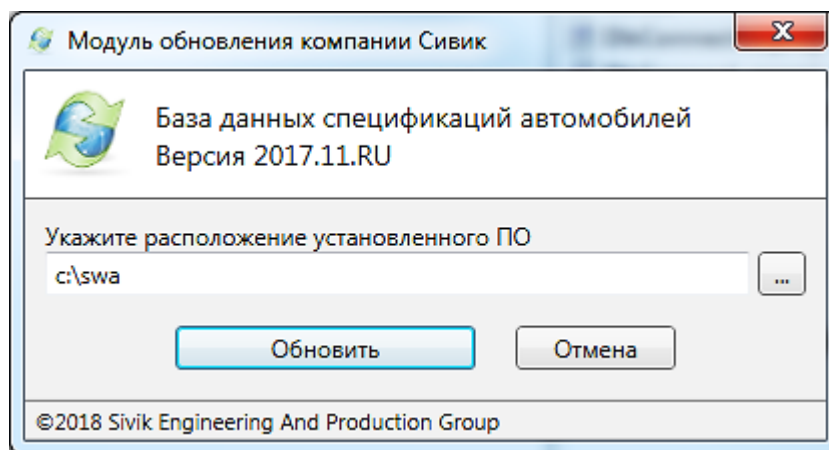 Модуль обновления компании Сивик
База данных спецификаций автомобилей
Версия 2017.11.RU
Укажите расположение установленного ПО
c:\swa
...
Обновить
Отмена
©2018 Sivik Engineering And Production Group